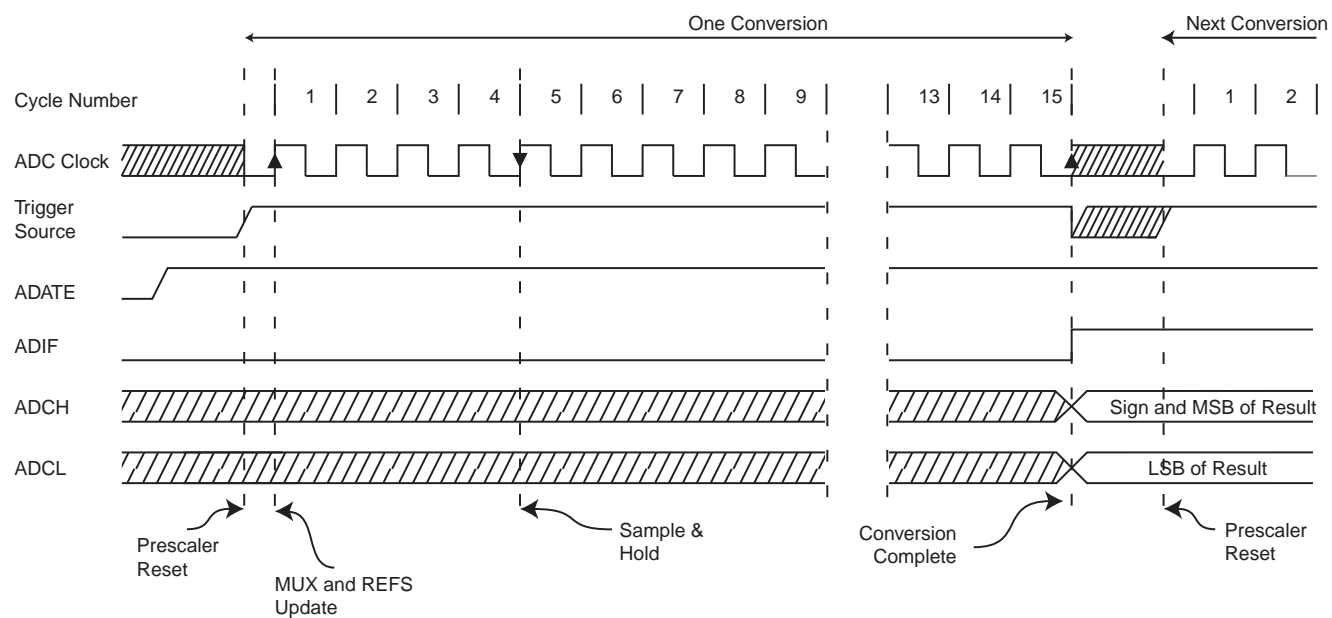 One Conversion
Next Conversion
Cycle Number 1 2 3 4 5 6 7 8 9 13 14 15 1 2
ADC Clock
Trigger
Source
ADATE
ADIF
ADCH
Sign and MSB of Result
ADCL
LSB of Result
Prescaler
Reset
MUX and REFS
Update
Sample &
Hold
Conversion
Complete
Prescaler
Reset